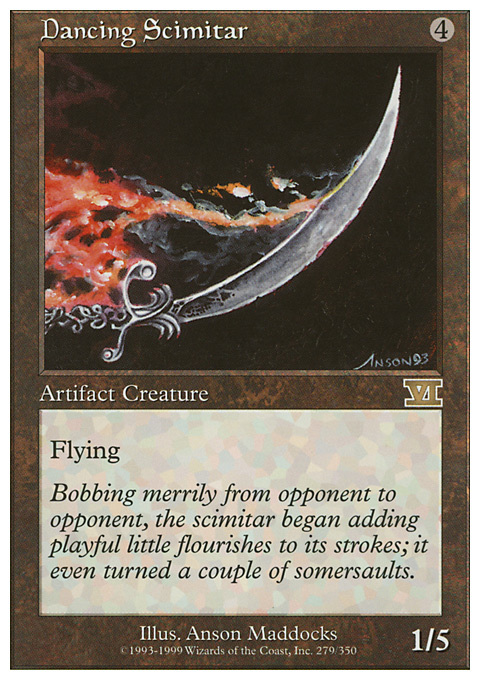 Dancing Scimitar 4
ANSON93
Artifact Creature VI
Flying
Bobbing merrily from opponent to
opponent, the scimitar began adding
playful little flourishes to its strokes; it
even turned a couple of somersaults.
Illus. Anson Maddocks
©1993-1999 Wizards of the Coast, Inc. 279/350
1/5